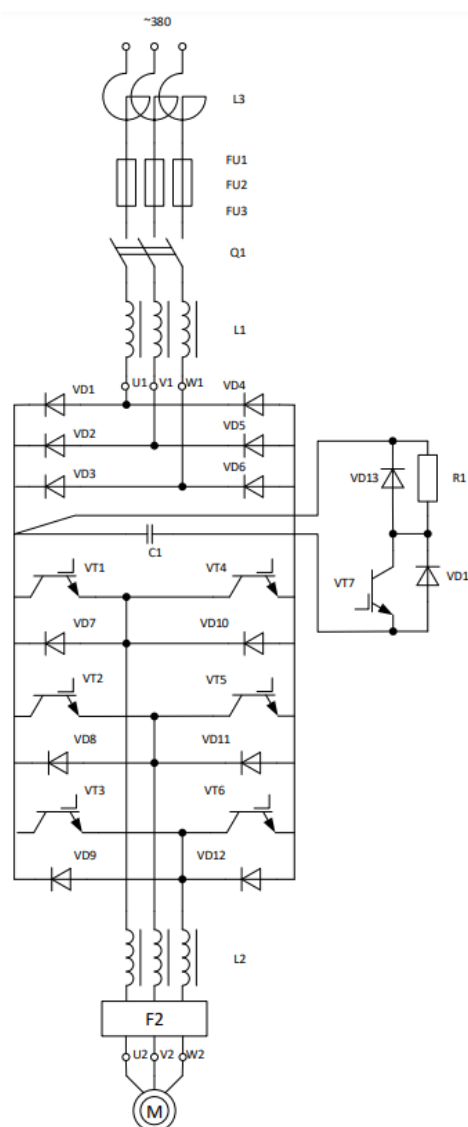 ~380
L3
FU1
FU2
FU3
Q1
L1
U1 V1 W1
VD1 VD4
VD2 VD5
VD3 VD6
VD13 R1
C1
VT1 VT4
VT7 VD1
VD7 VD10
VT2 VT5
VD8 VD11
VT3 VT6
VD9 VD12
L2
F2
U2 V2 W2
M